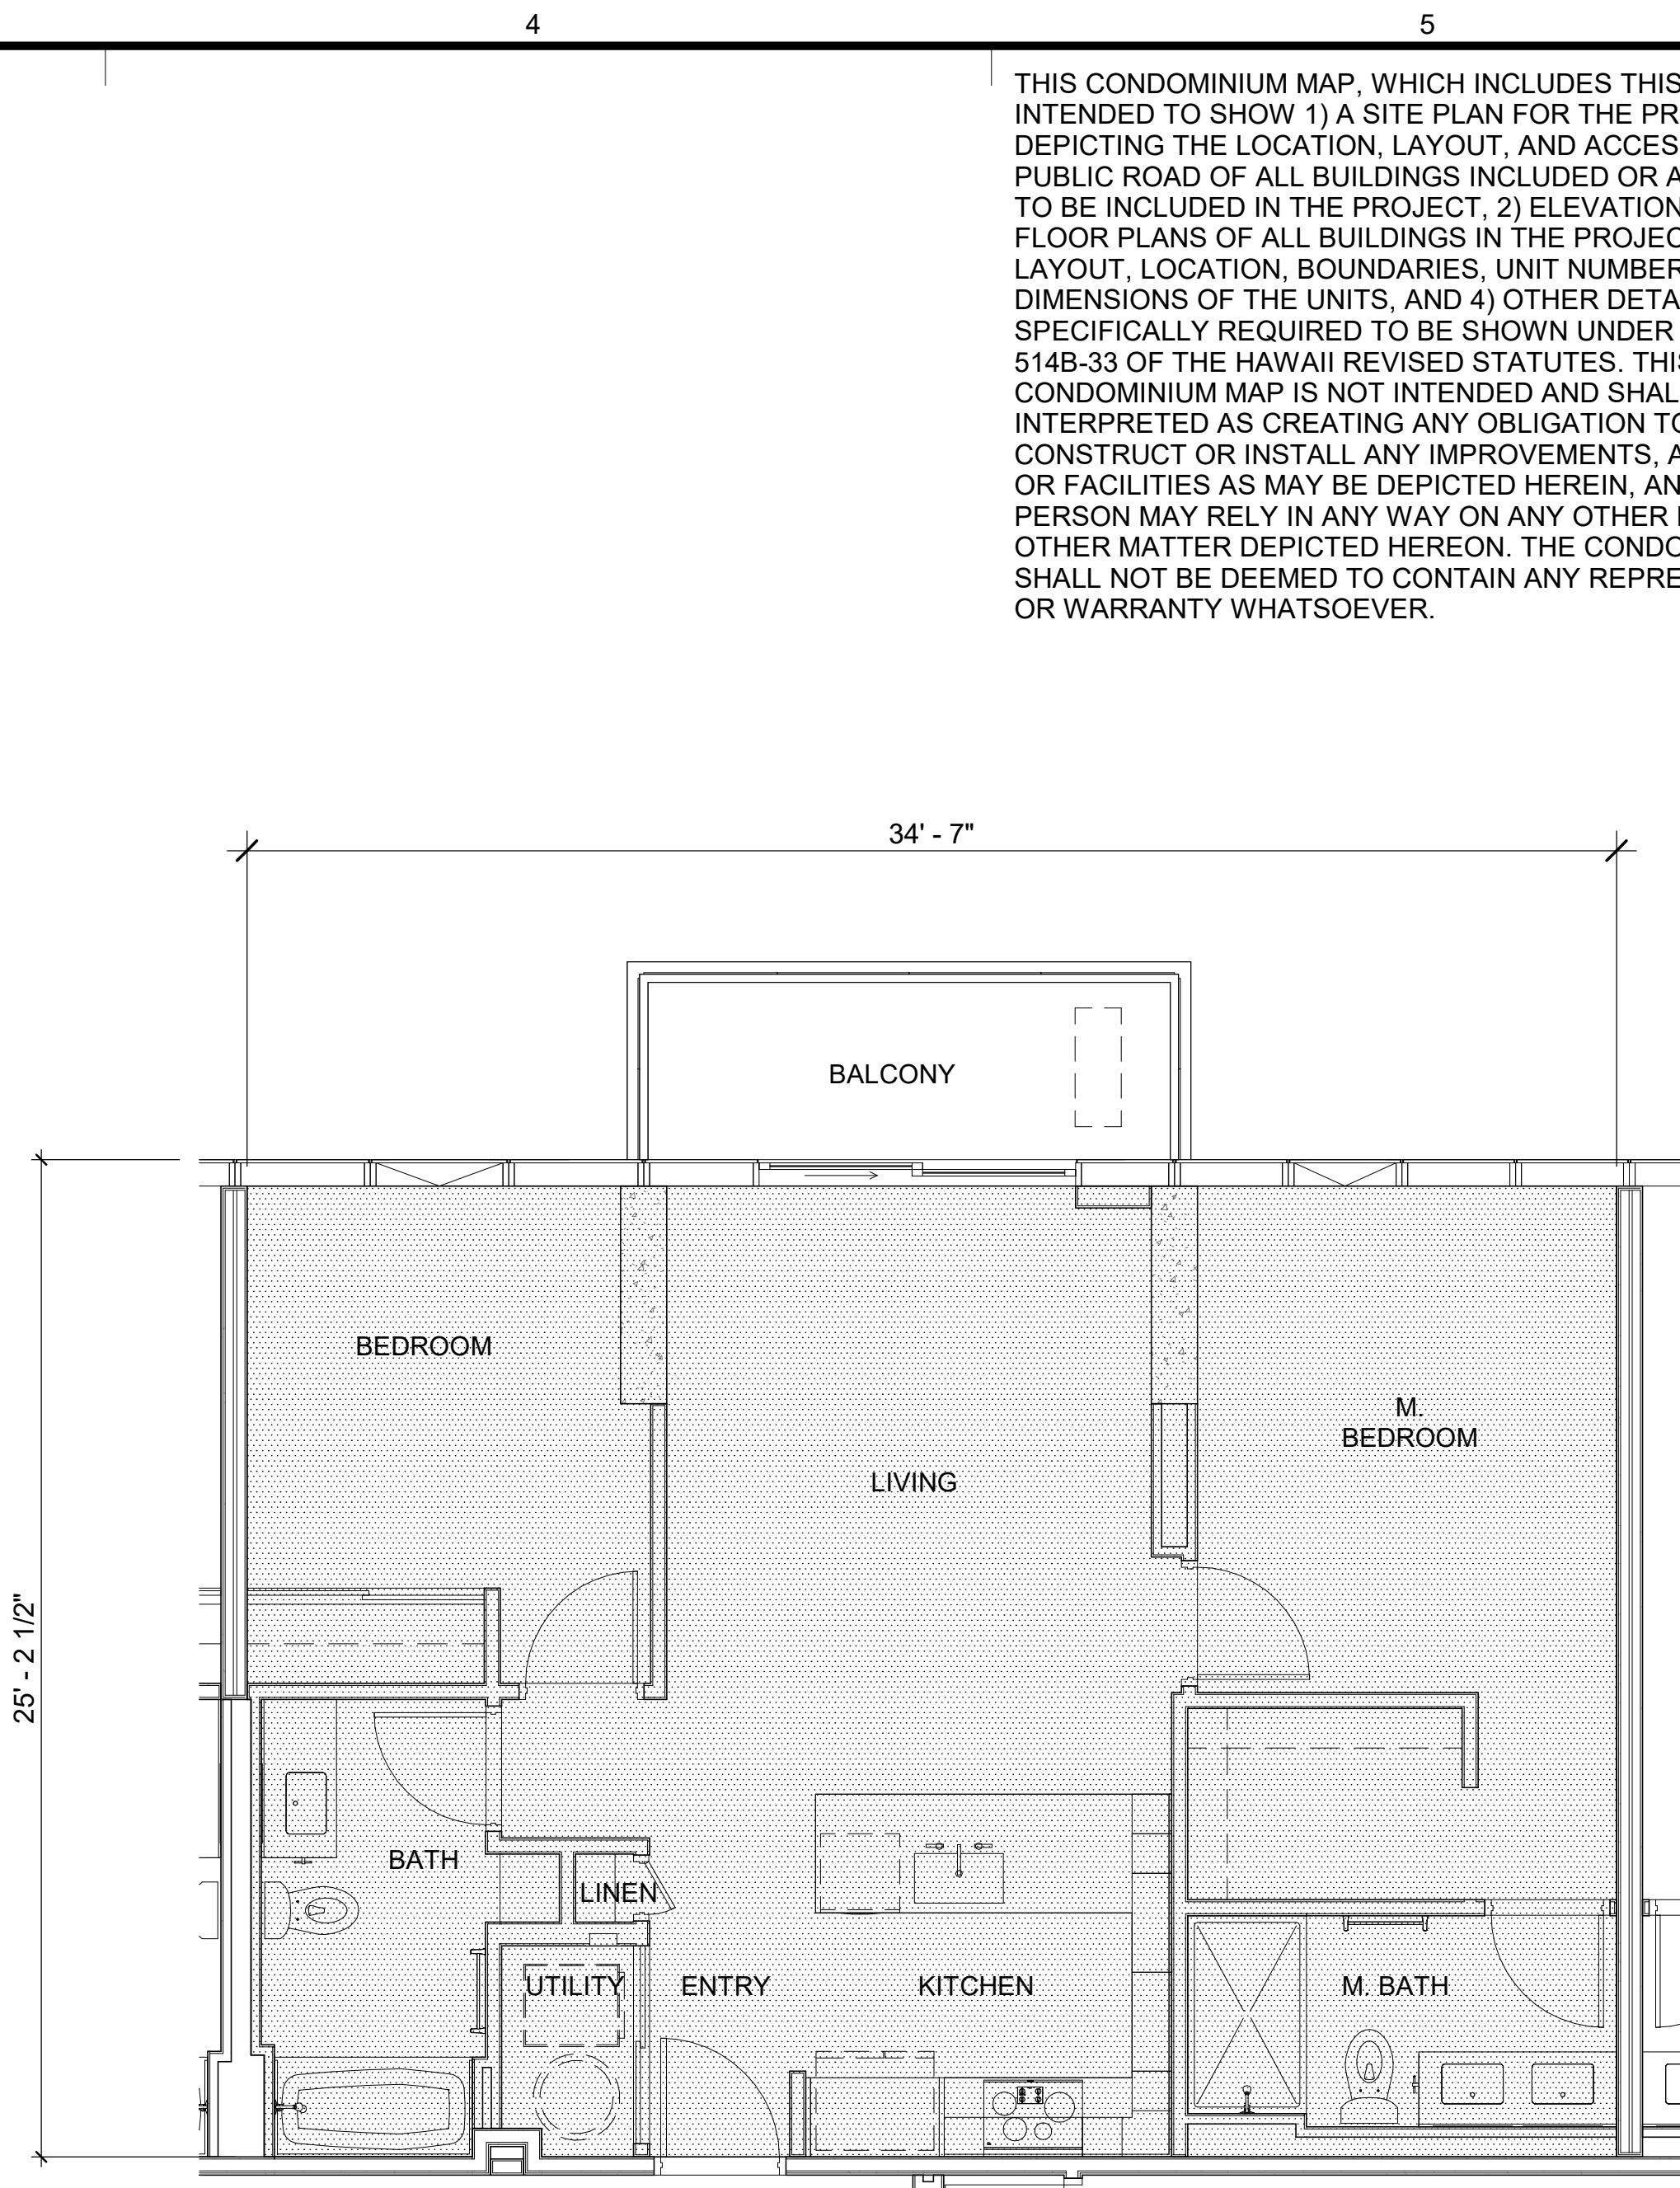 4
5
THIS CONDOMINIUM MAP, WHICH INCLUDES THIS
INTENDED TO SHOW 1) A SITE PLAN FOR THE PR
DEPICTING THE LOCATION, LAYOUT, AND ACCES
PUBLIC ROAD OF ALL BUILDINGS INCLUDED OR A
TO BE INCLUDED IN THE PROJECT, 2) ELEVATION
FLOOR PLANS OF ALL BUILDINGS IN THE PROJEC
LAYOUT, LOCATION, BOUNDARIES, UNIT NUMBER
DIMENSIONS OF THE UNITS, AND 4) OTHER DETA
SPECIFICALLY REQUIRED TO BE SHOWN UNDER
514B-33 OF THE HAWAII REVISED STATUTES. THIS
CONDOMINIUM MAP IS NOT INTENDED AND SHAL
INTERPRETED AS CREATING ANY OBLIGATION TO
CONSTRUCT OR INSTALL ANY IMPROVEMENTS, A
OR FACILITIES AS MAY BE DEPICTED HEREIN, AN
PERSON MAY RELY IN ANY WAY ON ANY OTHER
OTHER MATTER DEPICTED HEREON. THE CONDO
SHALL NOT BE DEEMED TO CONTAIN ANY REPRE
OR WARRANTY WHATSOEVER.
34' - 7"
BALCONY
BEDROOM
M.
BEDROOM
LIVING
25' - 2 1/2"
BATH
LINEN
UTILITY
ENTRY
KITCHEN
M. BATH